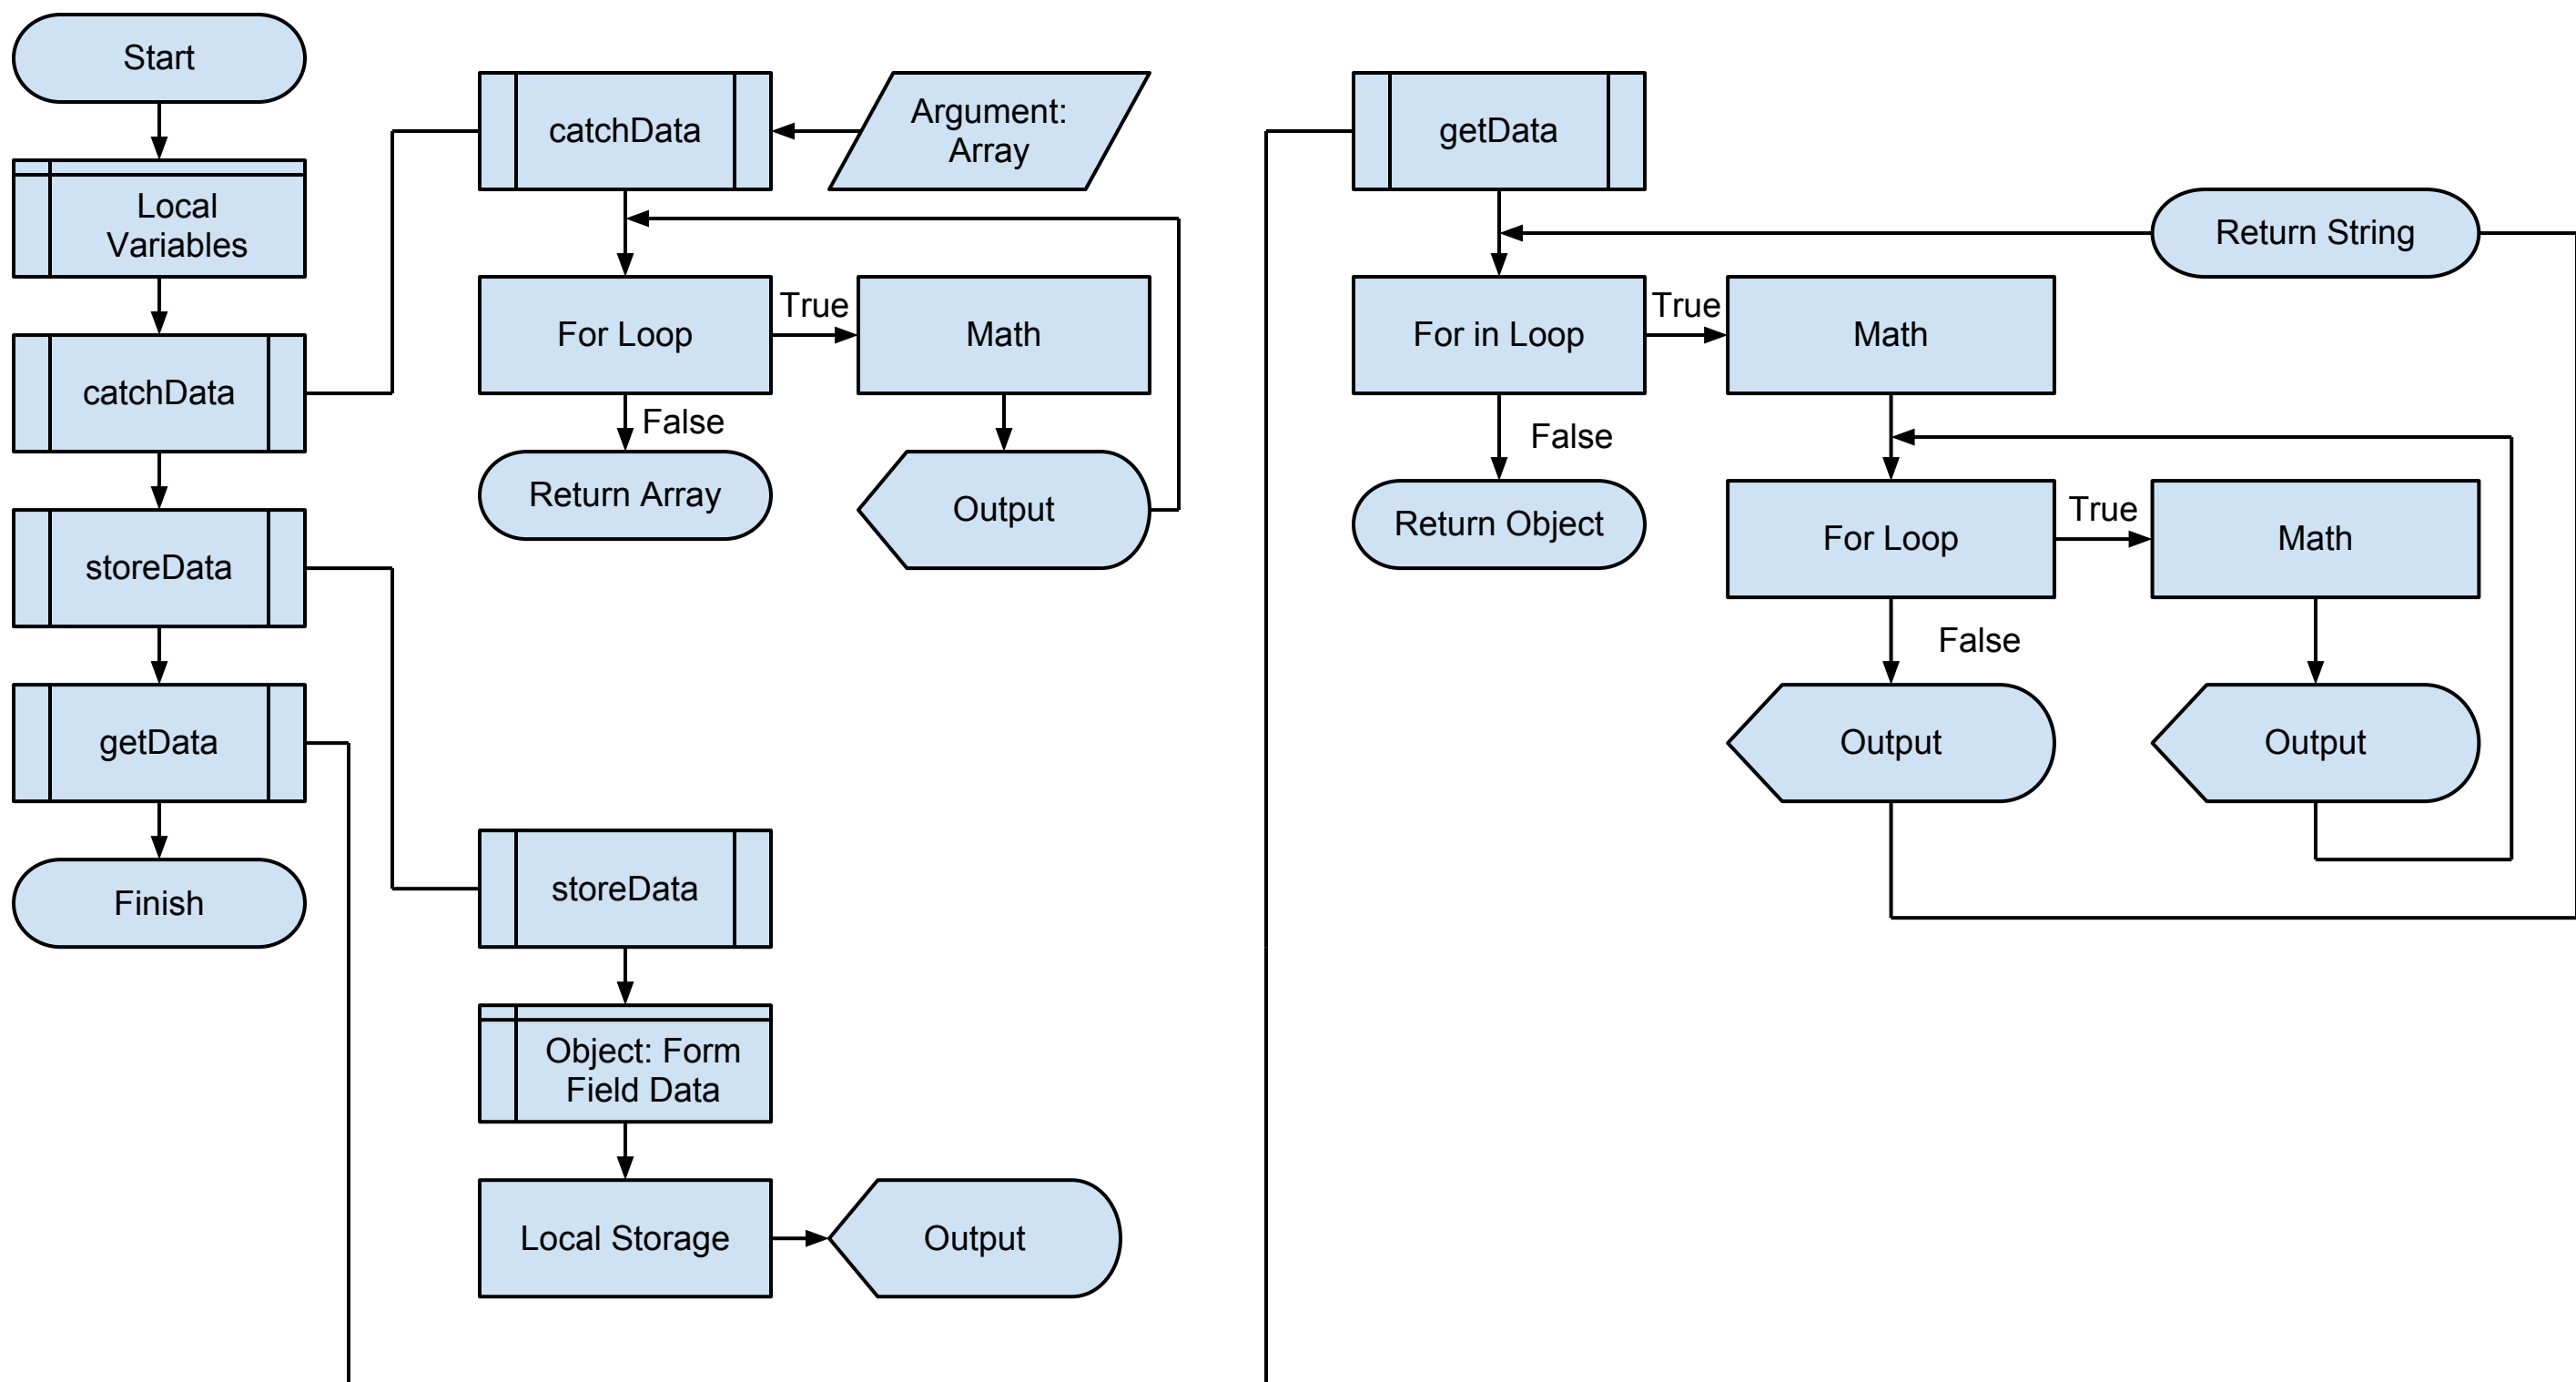 Start
Local
Variables
catchData
storeData
getData
Finish
catchData
Argument:
Array
For Loop
True
Math
False
Return Array
Output
storeData
Object: Form
Field Data
Local Storage
Output
getData
Return String
For in Loop
True
Math
False
Return Object
For Loop
True
Math
False
Output
Output